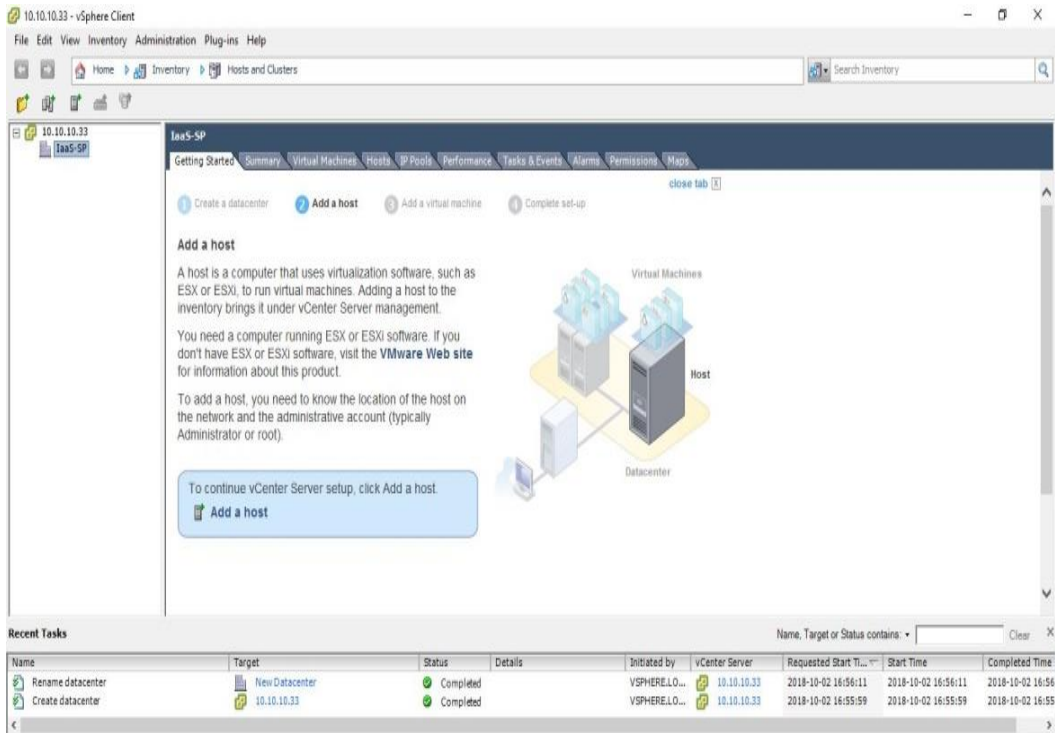 10.10.10.33 - vSphere Client
File Edit View Inventory Administration Plug-ins Help
Home Inventory Hosts and Clusters
Search Inventory
10.10.10.33
IaaS-SP
IaaS-SP
Getting Started Summary Virtual Machines Hosts IP Pools Performance Tasks & Events Alarms Permissions Maps
close tab X
1 Create a datacenter 2 Add a host 3 Add a virtual machine 4 Complete set-up
Add a host
A host is a computer that uses virtualization software, such as
ESX or ESXi, to run virtual machines. Adding a host to the
inventory brings it under vCenter Server management.
You need a computer running ESX or ESXi software. If you
don't have ESX or ESXi software, visit the VMware Web site
for information about this product.
To add a host, you need to know the location of the host on
the network and the administrative account (typically
Administrator or root).
To continue vCenter Server setup, click Add a host.
Add a host
Virtual Machines
Host
Datacenter
Recent Tasks
Name, Target or Status contains: Clear X
Name Target Status Details Initiated by vCenter Server Requested Start Ti... Start Time Completed Time
Rename datacenter New Datacenter Completed VSPHERE.LO... 10.10.10.33 2018-10-02 16:56:11 2018-10-02 16:56:11 2018-10-02 16:56
Create datacenter 10.10.10.33 Completed VSPHERE.LO... 10.10.10.33 2018-10-02 16:55:59 2018-10-02 16:55:59 2018-10-02 16:55